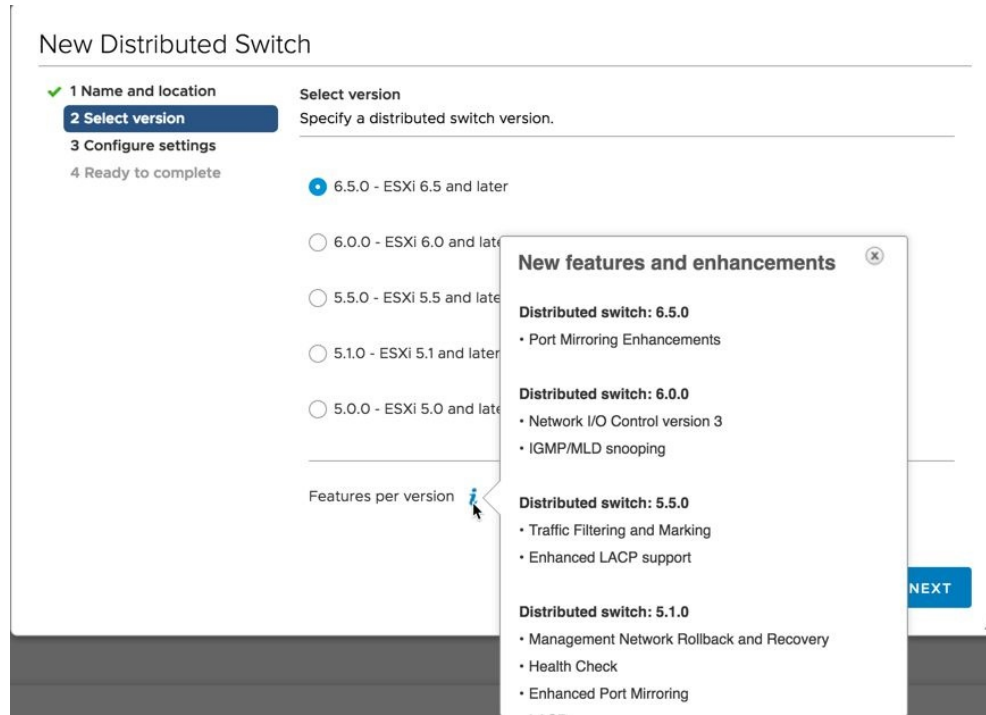 New Distributed Switch
1 Name and location
2 Select version
3 Configure settings
4 Ready to complete
Select version
Specify a distributed switch version.
6.5.0 - ESXi 6.5 and later
6.0.0 - ESXi 6.0 and
5.5.0 - ESXi 5.5 and
5.1.0 - ESXi 5.1 and later
5.0.0 - ESXi 5.0 and
Features per version
New features and enhancements
Distributed switch: 6.5.0
• Port Mirroring Enhancements
Distributed switch: 6.0.0
• Network I/O Control version 3
• IGMP/MLD snooping
Distributed switch: 5.5.0
• Traffic Filtering and Marking
• Enhanced LACP support
Distributed switch: 5.1.0
• Management Network Rollback and Recovery
• Health Check
• Enhanced Port Mirroring
NEXT